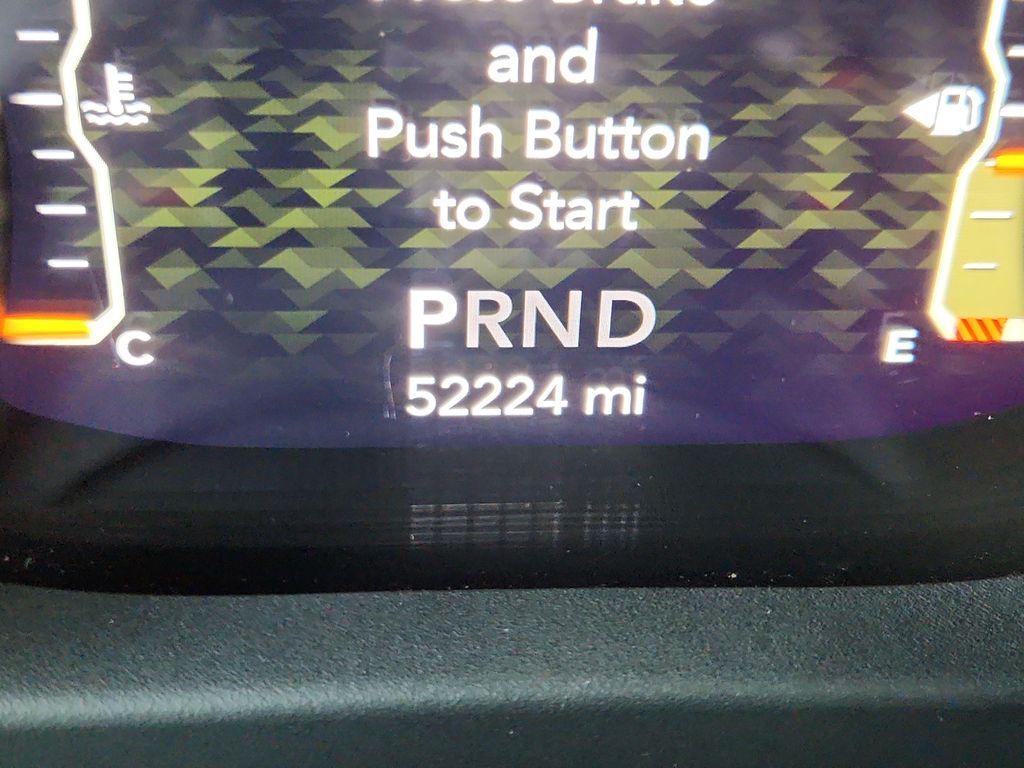 and
Push Button
to Start
PRND
C
E
52224 mi